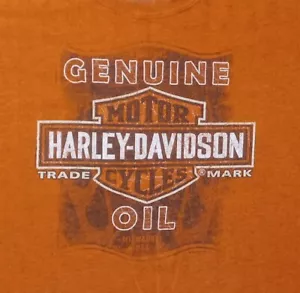 GENUINE
MOTOR
HARLEY-DAVIDSON
TRADE ® MARK
CYCLES
OIL